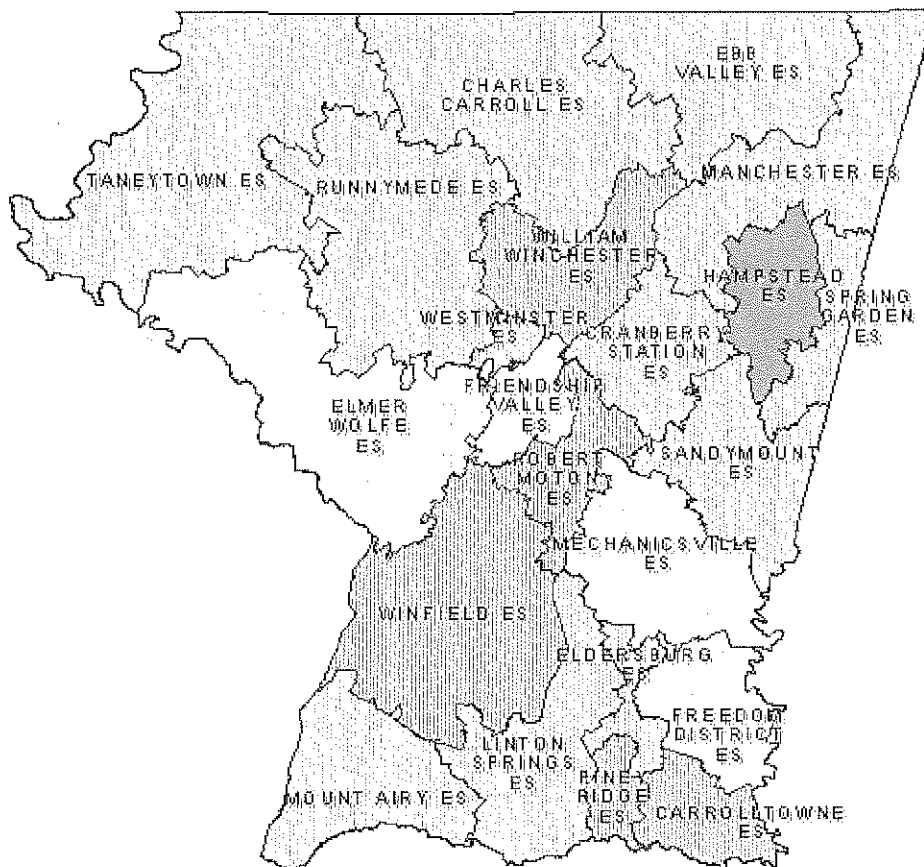 EBB
VALLEY ES
CHARLES
CARROLL ES
TANEYTOWN ES
RUNNYMEDE ES
MANCHESTER ES
WILLIAM
WINCHESTER
ES
HAMPSTEAD
ES
SPRING
GARDEN
ES
WESTMINSTER
ES
CRANBERRY
STATION
ES
FRIENDSHIP
VALLEY
ES
ELMER
WOLFE
ES
SANDYMOUNT
ES
ROBERT
MOTON
ES
MECHANICSVILLE
ES
WINFIELD ES
ELDERSBURG
ES
FREEDOM
DISTRICT
ES
LINTON
SPRINGS
ES
PINEY
RIDGE
ES
MOUNT AIRY ES
CARROLLTOWNE
ES